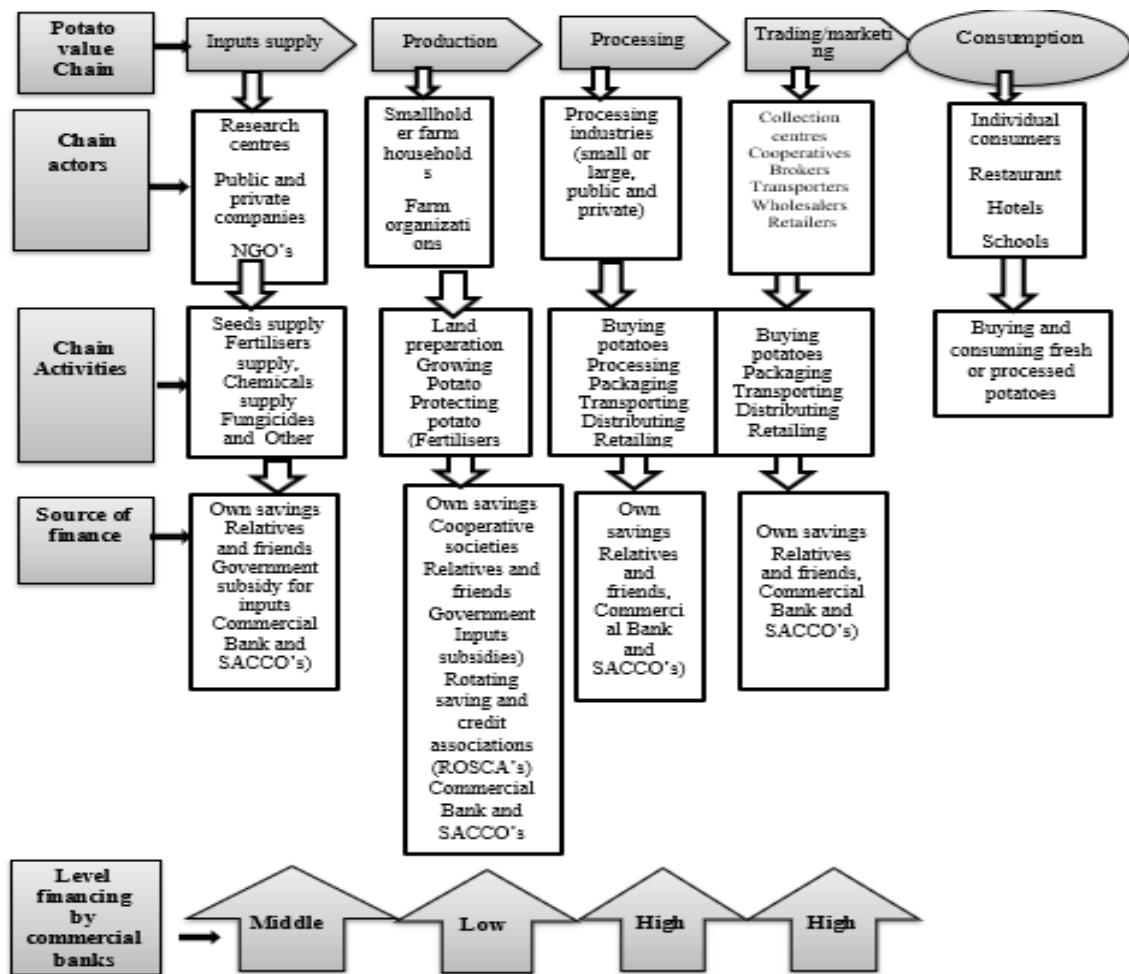 Potato
value
Chain
Inputs supply
Production
Processing
Trading/marketi
ng
Consumption
Chain
actors
Research
centres
Public and
private
companies
NGO's
Smallhold
er farm
household
s
Farm
organizati
ons
Processing
industries
(small or
large,
public and
private)
Collection
centres
Cooperatives
Brokers
Transporters
Wholesalers
Retailers
Individual
consumers
Restaurant
Hotels
Schools
Chain
Activities
Seeds supply
Fertilisers
supply,
Chemicals
supply
Fungicides
and Other
Land
preparation
Growing
Potato
Protecting
potato
(Fertilisers
Buying
potatoes
Processing
Packaging
Transporting
Distributing
Retailing
Buying
potatoes
Packaging
Transporting
Distributing
Retailing
Buying and
consuming fresh
or processed
potatoes
Source of
finance
Own savings
Relatives
and friends
Government
subsidy for
inputs
Commercial
Bank and
SACCO's)
Own savings
Cooperative
societies
Relatives and
friends
Government
Inputs
subsidies)
Rotating
saving and
credit
associations
(ROSCA's)
Commercial
Bank and
SACCO's
Own
savings
Relatives
and
friends,
Commerci
al Bank
and
SACCO's)
Own savings
Relatives
and friends,
Commercial
Bank and
SACCO's)
Level
financing
by
commercial
banks
Middle
Low
High
High